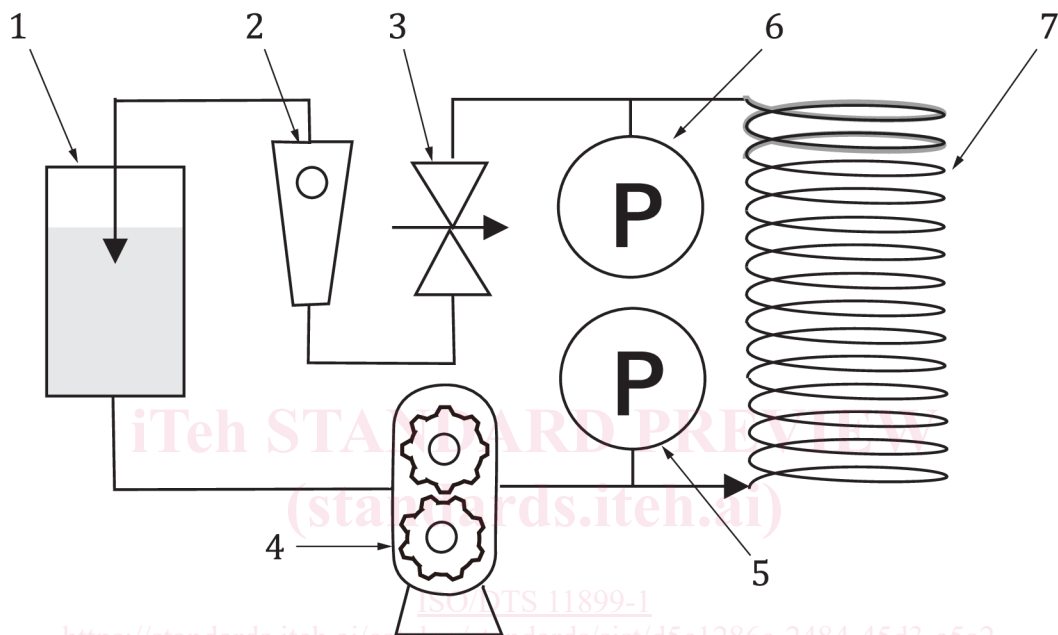 1 2 3 6 7
P
P
iTeh STANDARD PREVIEW
(standards.iteh.ai)
4 5
ISO/DTS 11899-1